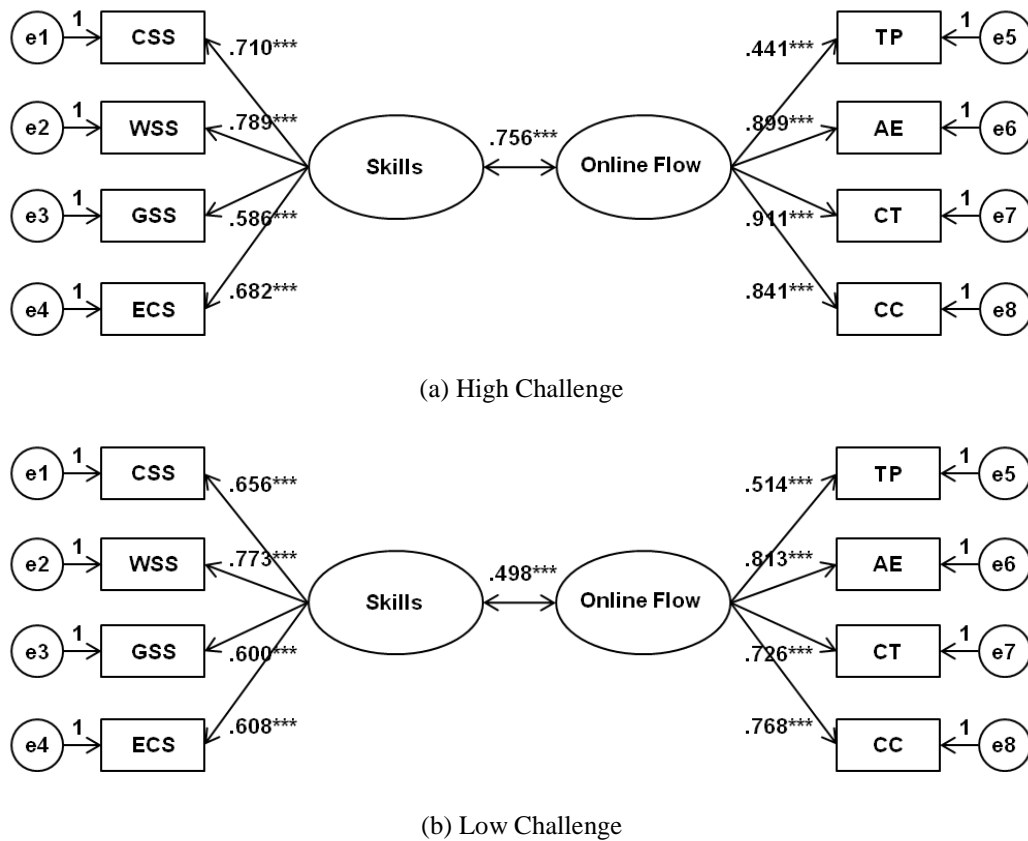 e1 1 CSS .710*** .441*** TP 1 e5
e2 1 WSS .789*** .899*** AE 1 e6
Skills .756*** Online Flow
e3 1 GSS .586*** .911*** CT 1 e7
e4 1 ECS .682*** .841*** CC 1 e8
(a) High Challenge
e1 1 CSS .656*** .514*** TP 1 e5
e2 1 WSS .773*** .813*** AE 1 e6
Skills .498*** Online Flow
e3 1 GSS .600*** .726*** CT 1 e7
e4 1 ECS .608*** .768*** CC 1 e8
(b) Low Challenge